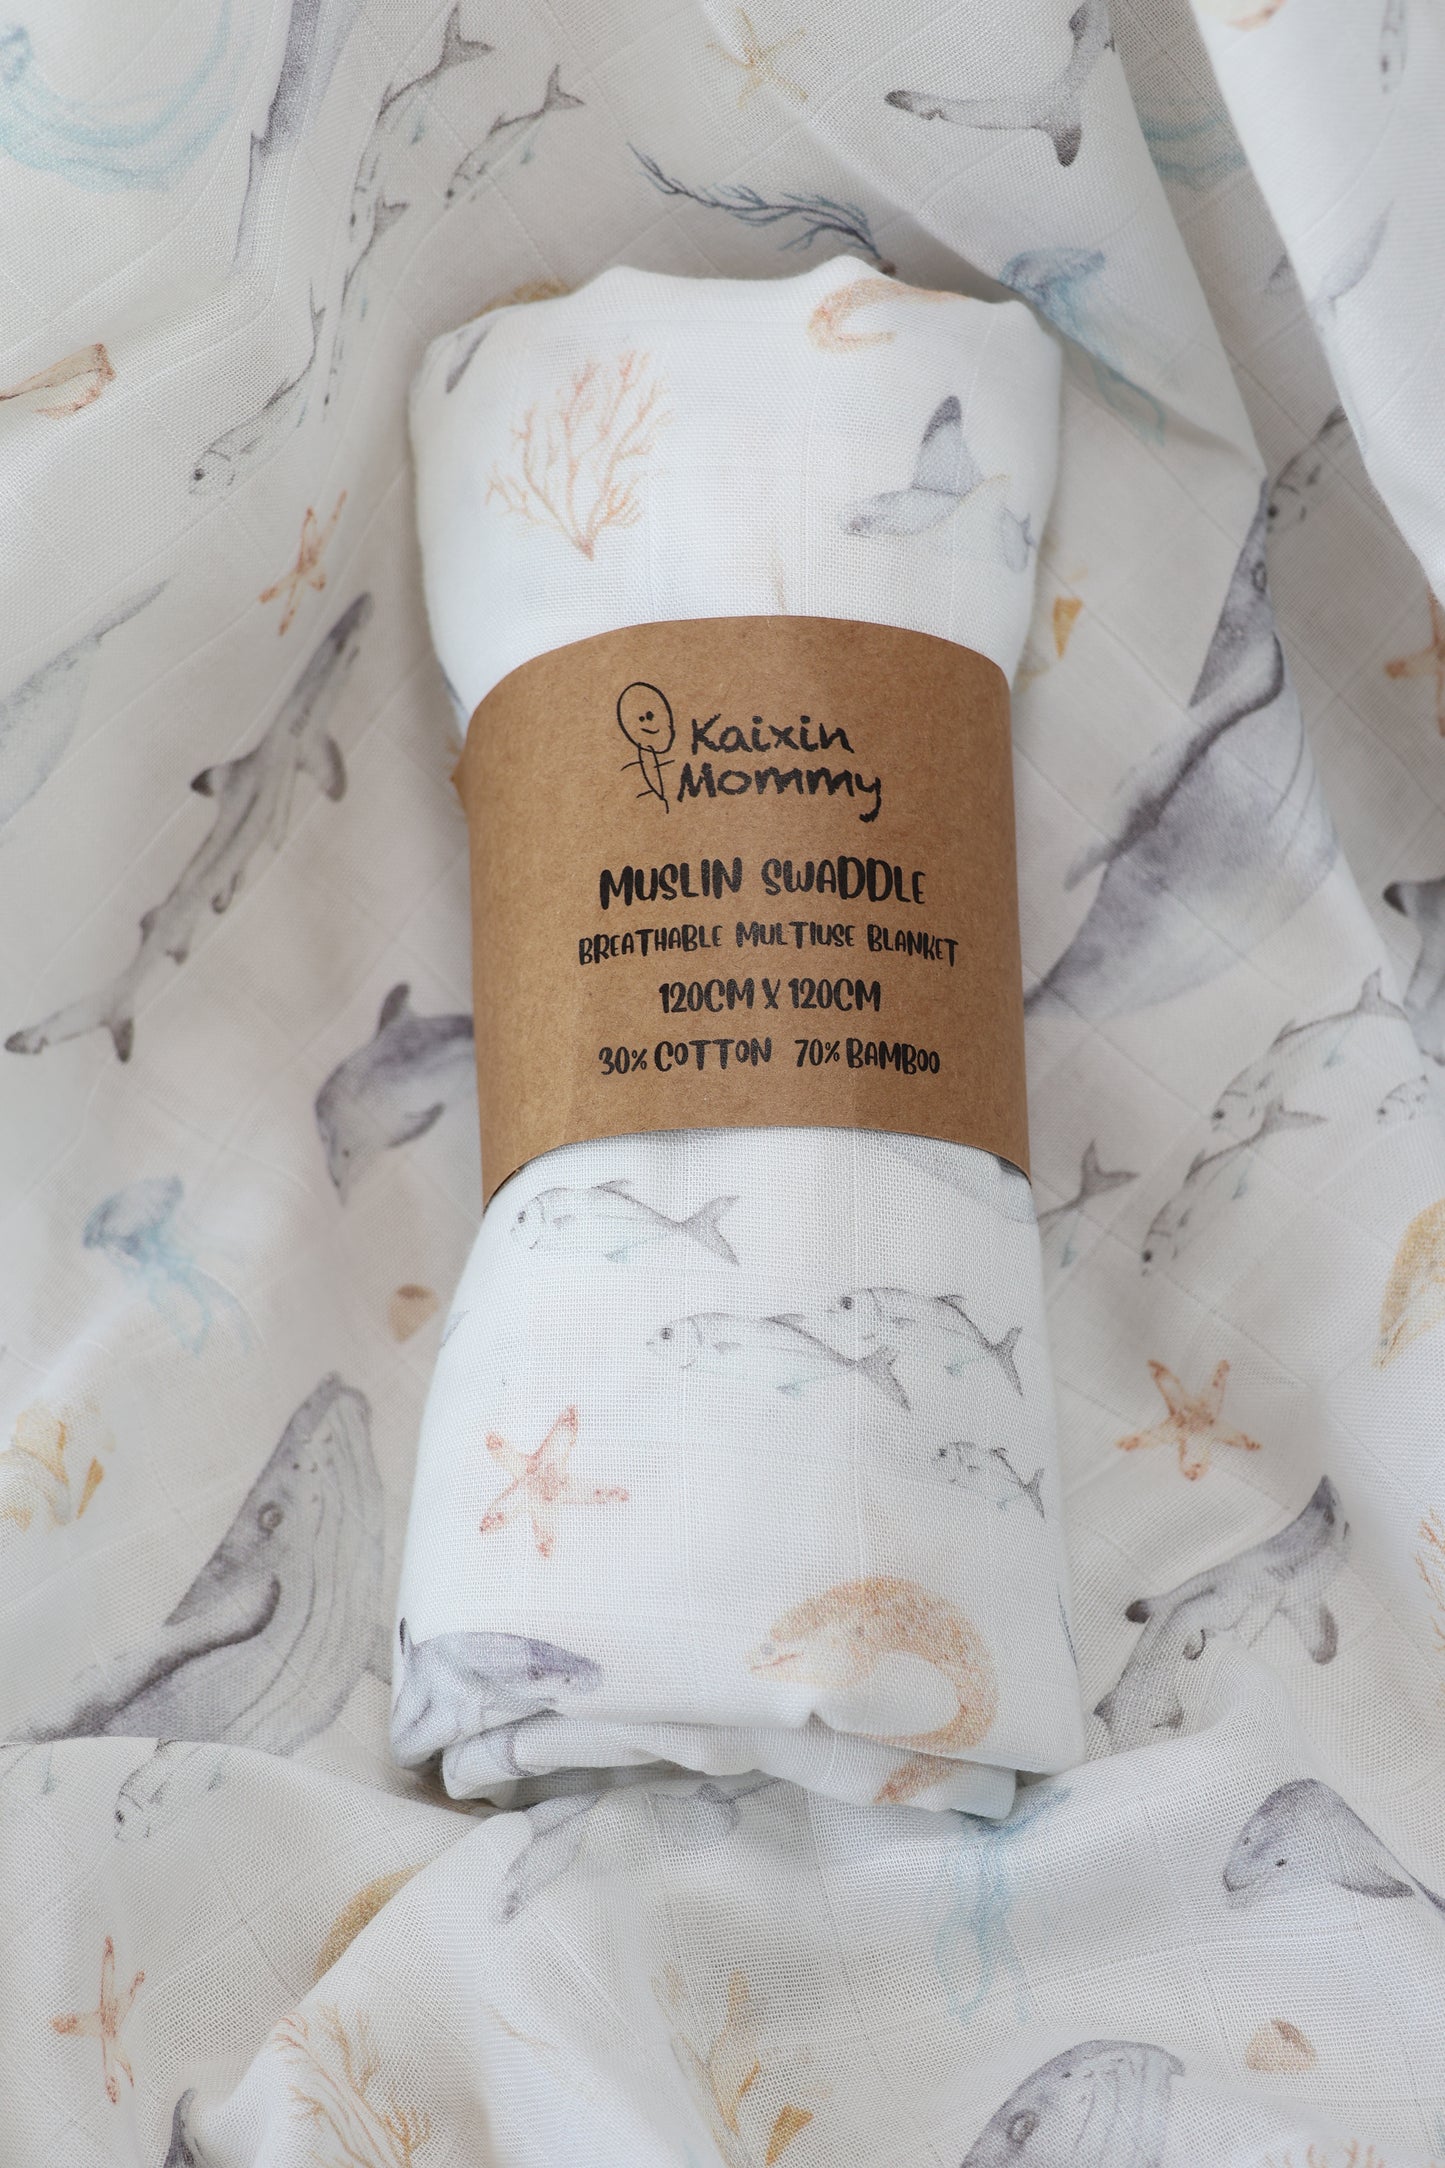 Kaixin
Mommy
MUSLIN SWADDLE
BREATHABLE MULTIUSE BLANKET
120CM X 120CM
30% COTTON 70% BAMBOO